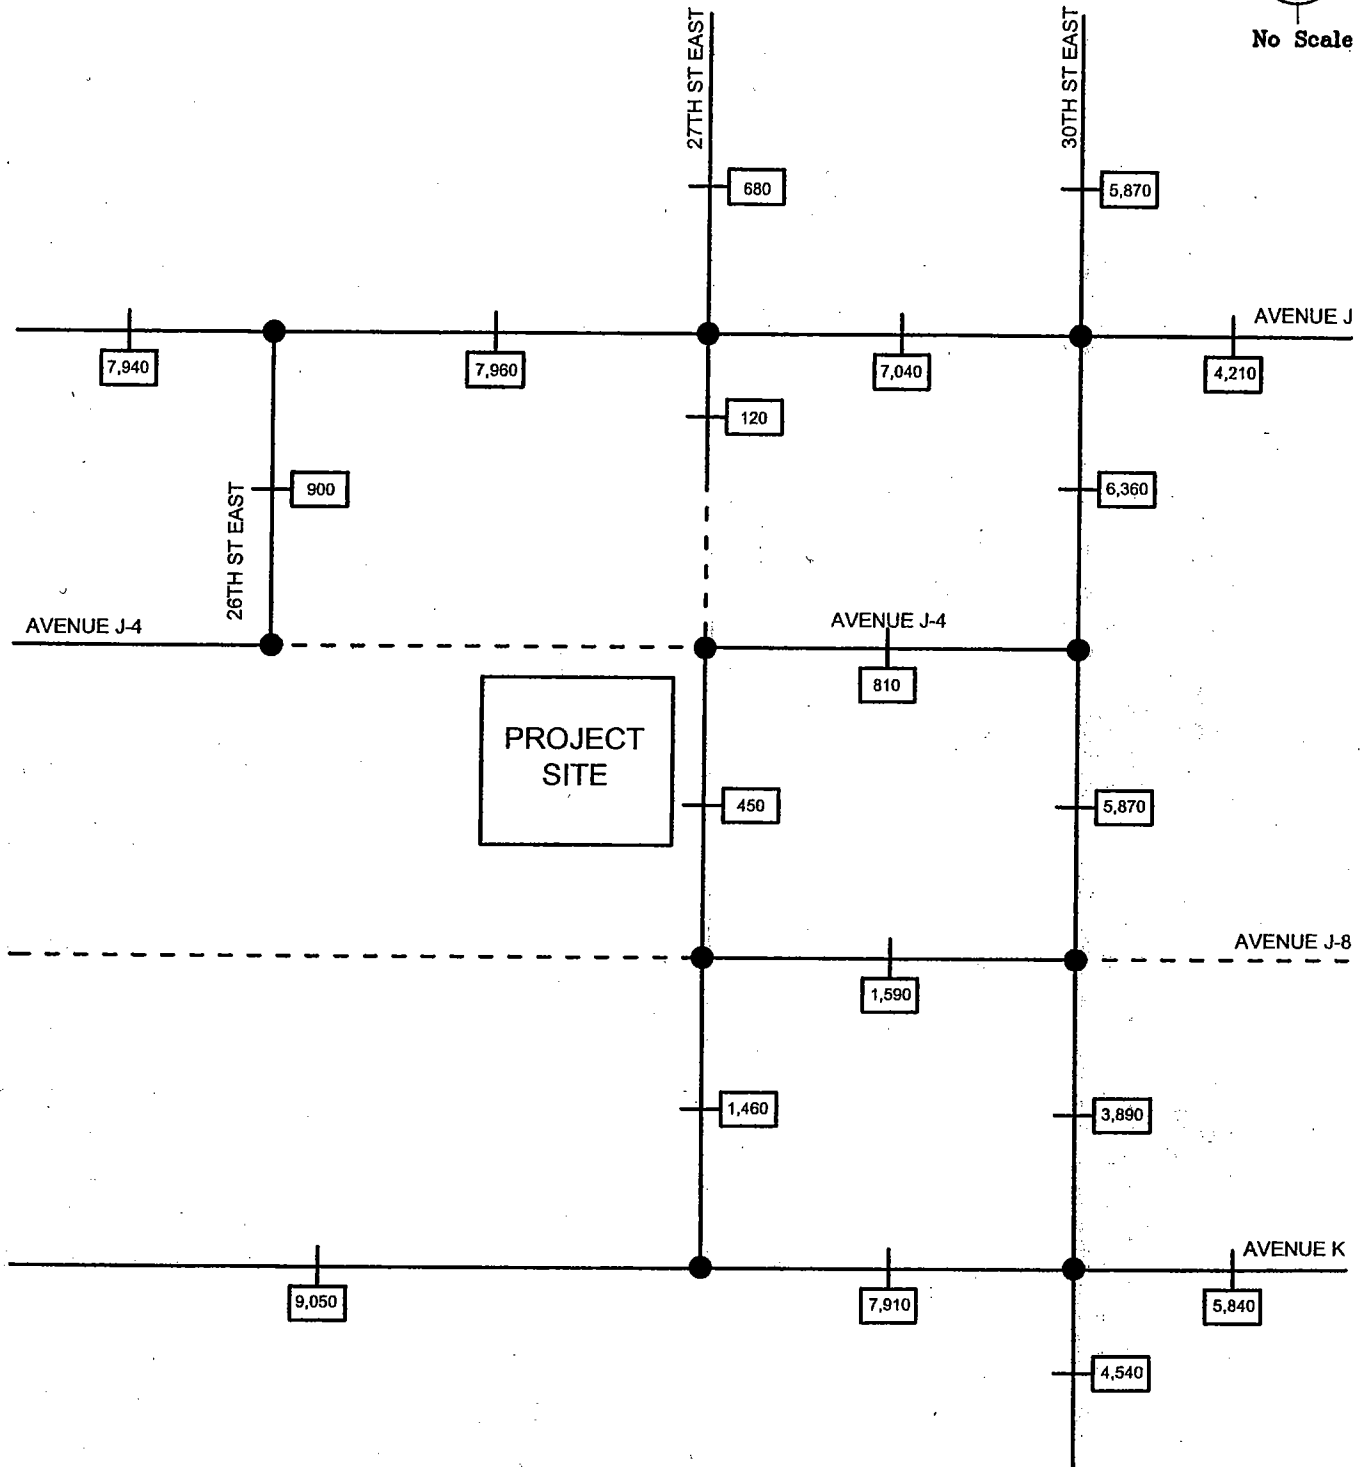 No Scale
27TH ST EAST
30TH ST EAST
680
5,870
AVENUE J
7,940
7,960
7,040
4,210
120
900
6,360
26TH ST EAST
AVENUE J-4
AVENUE J-4
810
PROJECT
SITE
450
5,870
AVENUE J-8
1,590
1,460
3,890
AVENUE K
9,050
7,910
5,840
4,540